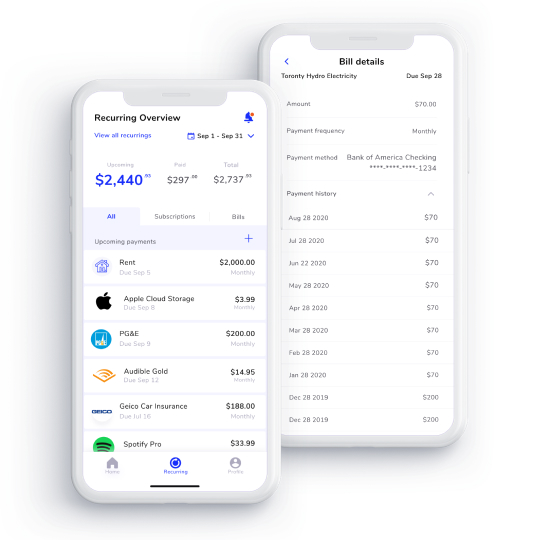 Recurring Overview
View all recurrings
Sep 1 - Sep 31
Upcoming
Paid
Total
$2,440.93
$297.00
$2,737.93
All
Subscriptions
Bills
Upcoming payments
+
Rent
$2,000.00
Due Sep 5
Monthly
Apple Cloud Storage
$3.99
Due Sep 8
Monthly
PG&E
PG&E
$200.00
Due Sep 9
Monthly
Audible Gold
$14.95
Due Sep 12
Monthly
GEICO
Geico Car Insurance
$188.00
Due Jul 16
Monthly
Spotify Pro
$33.99
Home
Recurring
Profile
Bill details
Toronty Hydro Electricity
Due Sep 28
Amount
$70.00
Payment frequency
Monthly
Payment method
Bank of America Checking
****-****-****-1234
Payment history
Aug 28 2020
$70
Jul 28 2020
$70
Jun 22 2020
$70
May 28 2020
$70
Apr 28 2020
$70
Mar 28 2020
$70
Feb 28 2020
$70
Jan 28 2020
$70
Dec 28 2019
$200
Dec 28 2019
$200